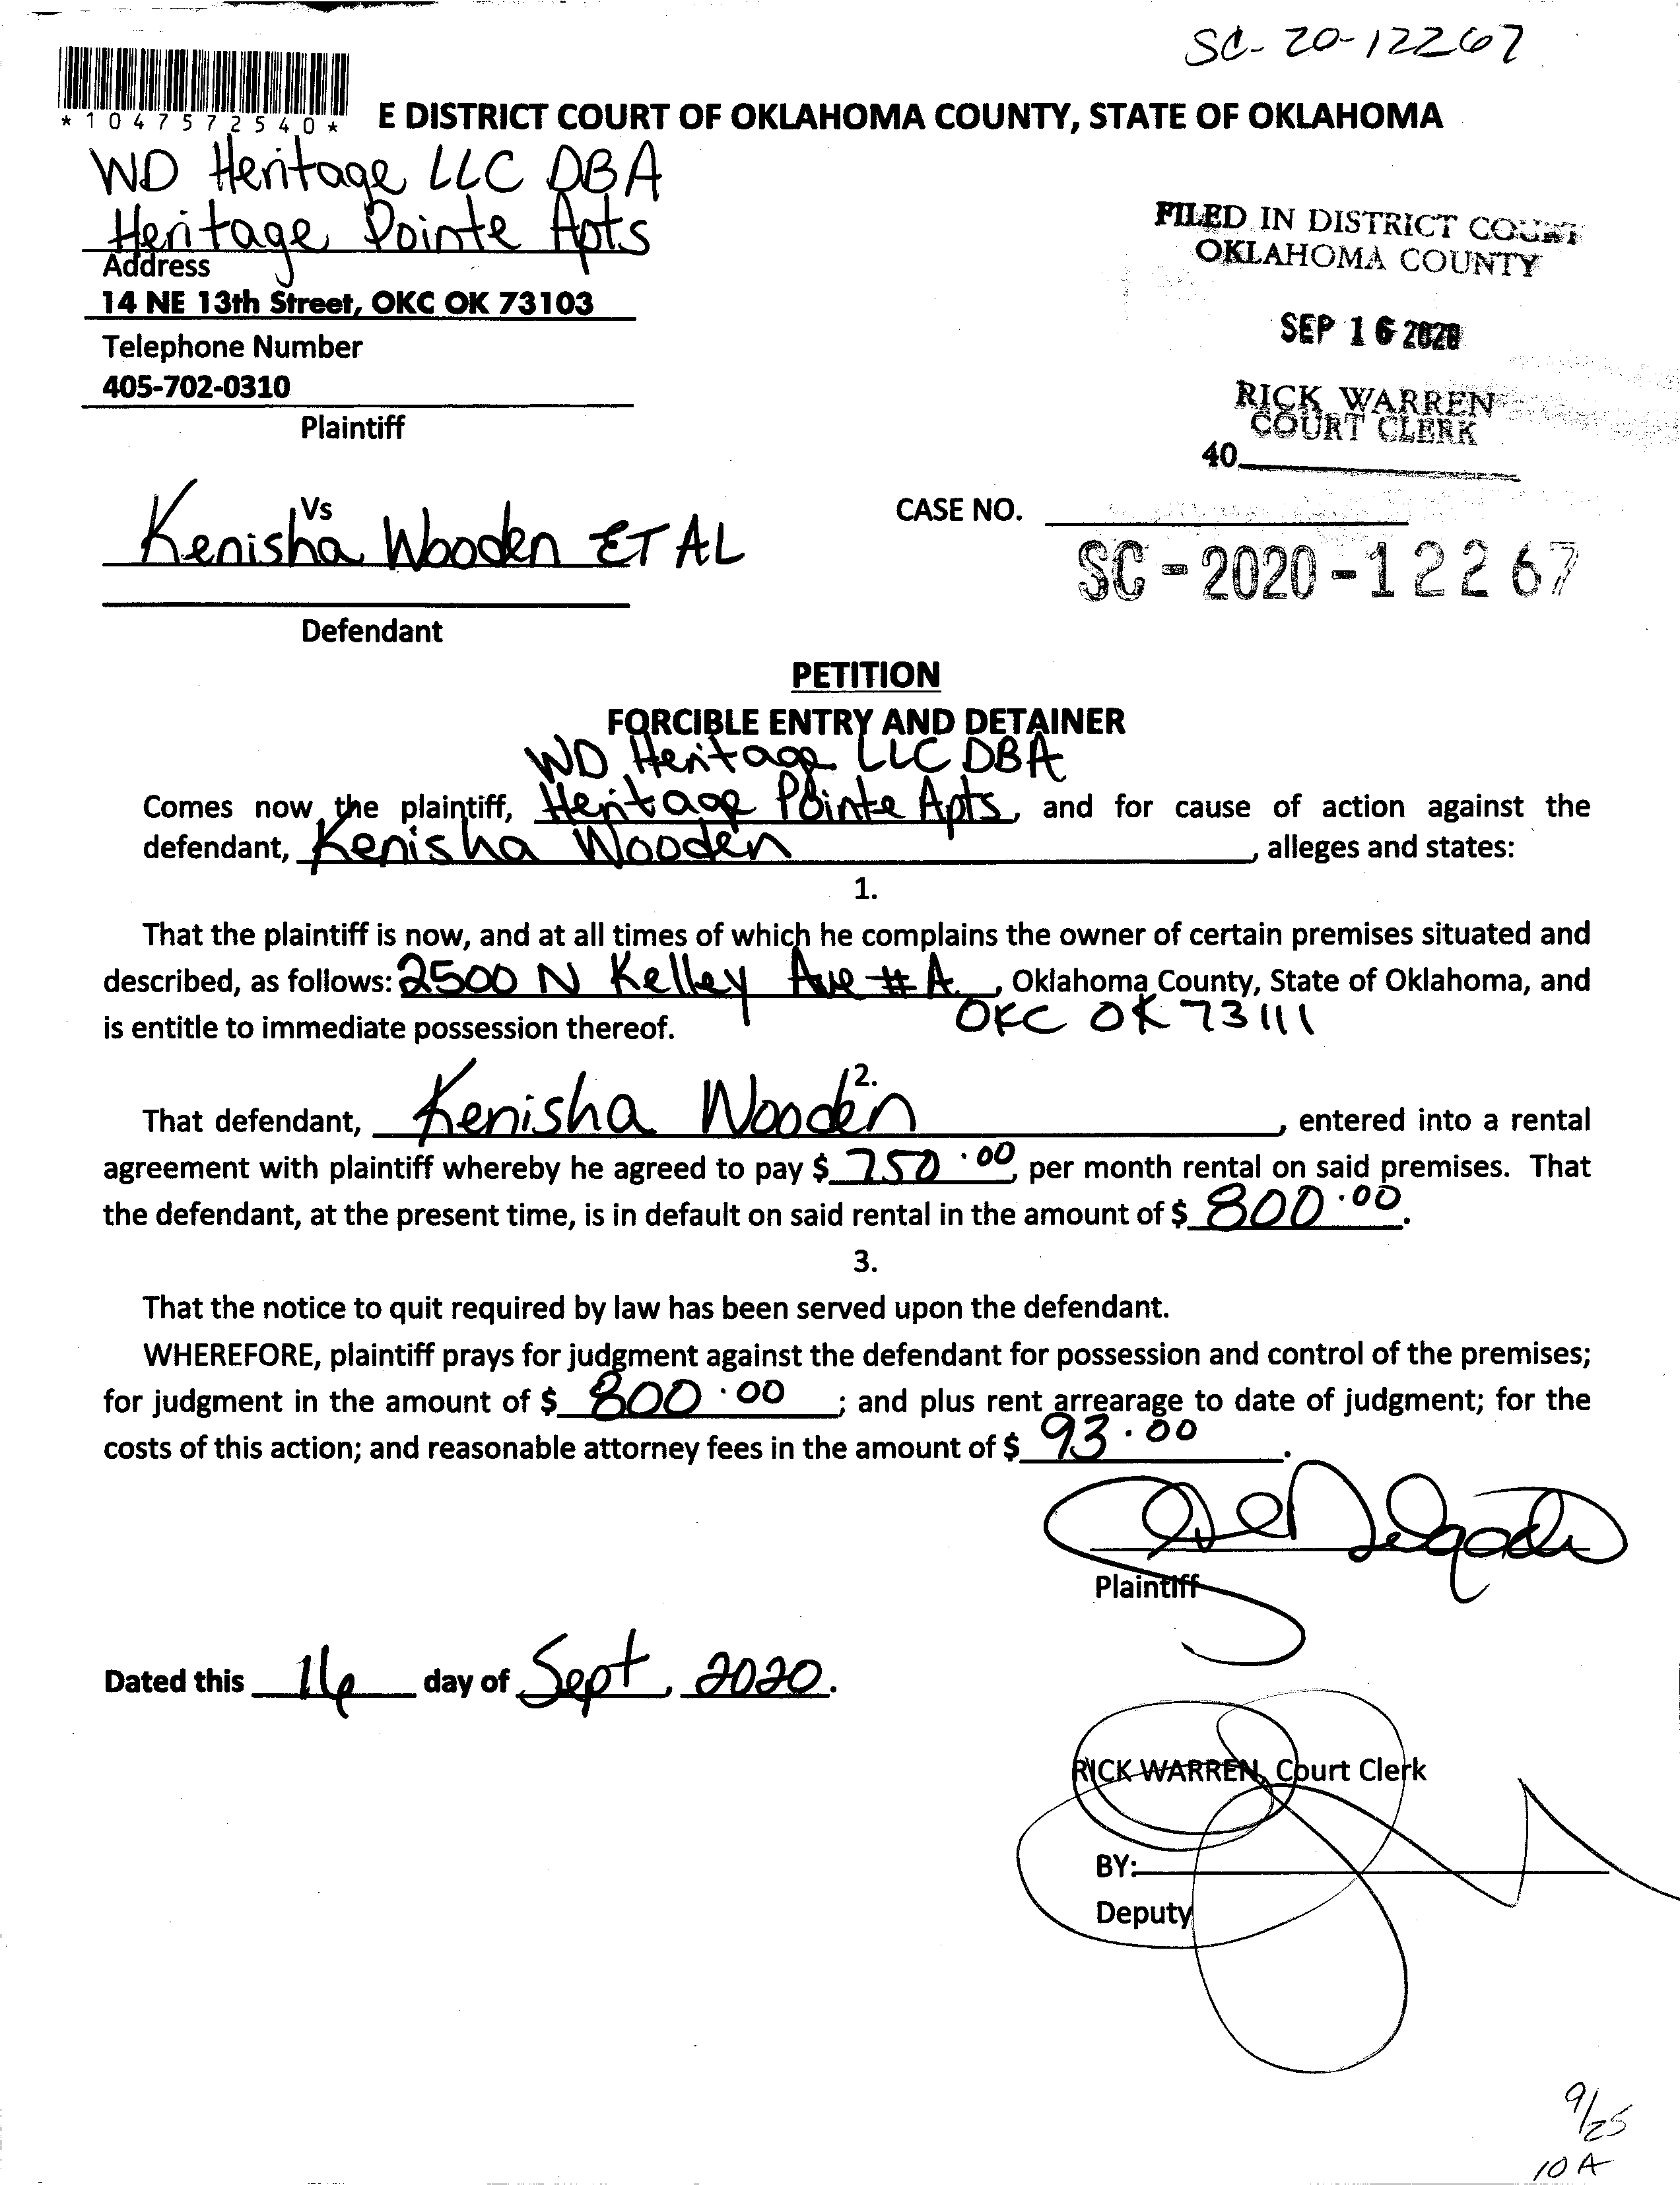 SC-20-12267
*1047572540*
E DISTRICT COURT OF OKLAHOMA COUNTY, STATE OF OKLAHOMA
WD Heritage LLC DBA
Heritage Pointe Apts
Address
14 NE 13th Street, OKC OK 73103
Telephone Number
405-702-0310
Plaintiff
FILED IN DISTRICT COURT
OKLAHOMA COUNTY
SEP 16 2020
RICK WARREN
COURT CLERK
40
Vs
Kenisha Wooden ET AL
Defendant
CASE NO.
SC-2020-12267
PETITION
FORCIBLE ENTRY AND DETAINER
WD Heritage LLC DBA
Comes now the plaintiff, Heritage Pointe Apts, and for cause of action against the
defendant, Kenisha Wooden, alleges and states:
1.
That the plaintiff is now, and at all times of which he complains the owner of certain premises situated and
described, as follows: 2500 N Kelley Ave # A, Oklahoma County, State of Oklahoma, and
is entitle to immediate possession thereof. OKC OK 73111
2.
That defendant, Kenisha Wooden, entered into a rental
agreement with plaintiff whereby he agreed to pay $ 750.00, per month rental on said premises. That
the defendant, at the present time, is in default on said rental in the amount of $ 800.00.
3.
That the notice to quit required by law has been served upon the defendant.
WHEREFORE, plaintiff prays for judgment against the defendant for possession and control of the premises;
for judgment in the amount of $ 800.00; and plus rent arrearage to date of judgment; for the
costs of this action; and reasonable attorney fees in the amount of $ 93.00.
Delgado
Plaintiff
Dated this 16 day of Sept, 2020.
RICK WARREN, Court Clerk
BY:
Deputy
9/25
10 A